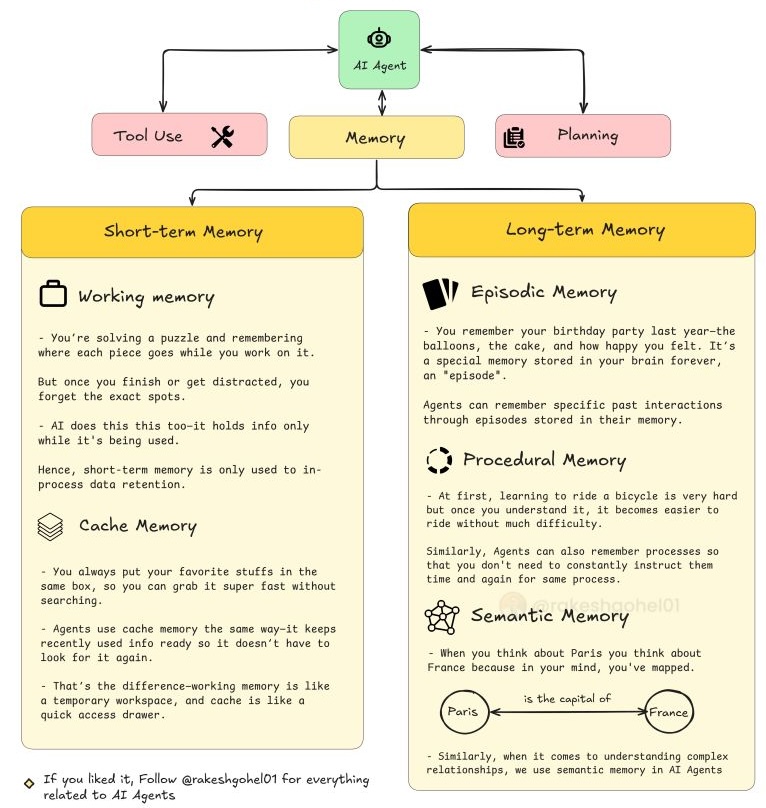 AI Agent
Tool Use
Memory
Planning
Short-term Memory
Working memory
- You're solving a puzzle and remembering
where each piece goes while you work on it.
But once you finish or get distracted, you
forget the exact spots.
- AI does this this too—it holds info only
while it's being used.
Hence, short-term memory is only used to in-
process data retention.
Cache Memory
- You always put your favorite stuffs in the
same box, so you can grab it super fast without
searching.
- Agents use cache memory the same way—it keeps
recently used info ready so it doesn't have to
look for it again.
- That's the difference—working memory is like
a temporary workspace, and cache is like a
quick access drawer.
Long-term Memory
Episodic Memory
- You remember your birthday party last year—the
balloons, the cake, and how happy you felt. It's
a special memory stored in your brain forever,
an "episode".
Agents can remember specific past interactions
through episodes stored in their memory.
Procedural Memory
- At first, learning to ride a bicycle is very hard
but once you understand it, it becomes easier to
ride without much difficulty.
Similarly, Agents can also remember processes so
that you don't need to constantly instruct them
time and again for same process.
@rakeshgohel01
Semantic Memory
- When you think about Paris you think about
France because in your mind, you've mapped.
is the capital of
Paris
France
- Similarly, when it comes to understanding complex
relationships, we use semantic memory in AI Agents
If you liked it, Follow @rakeshgohel01 for everything
related to AI Agents